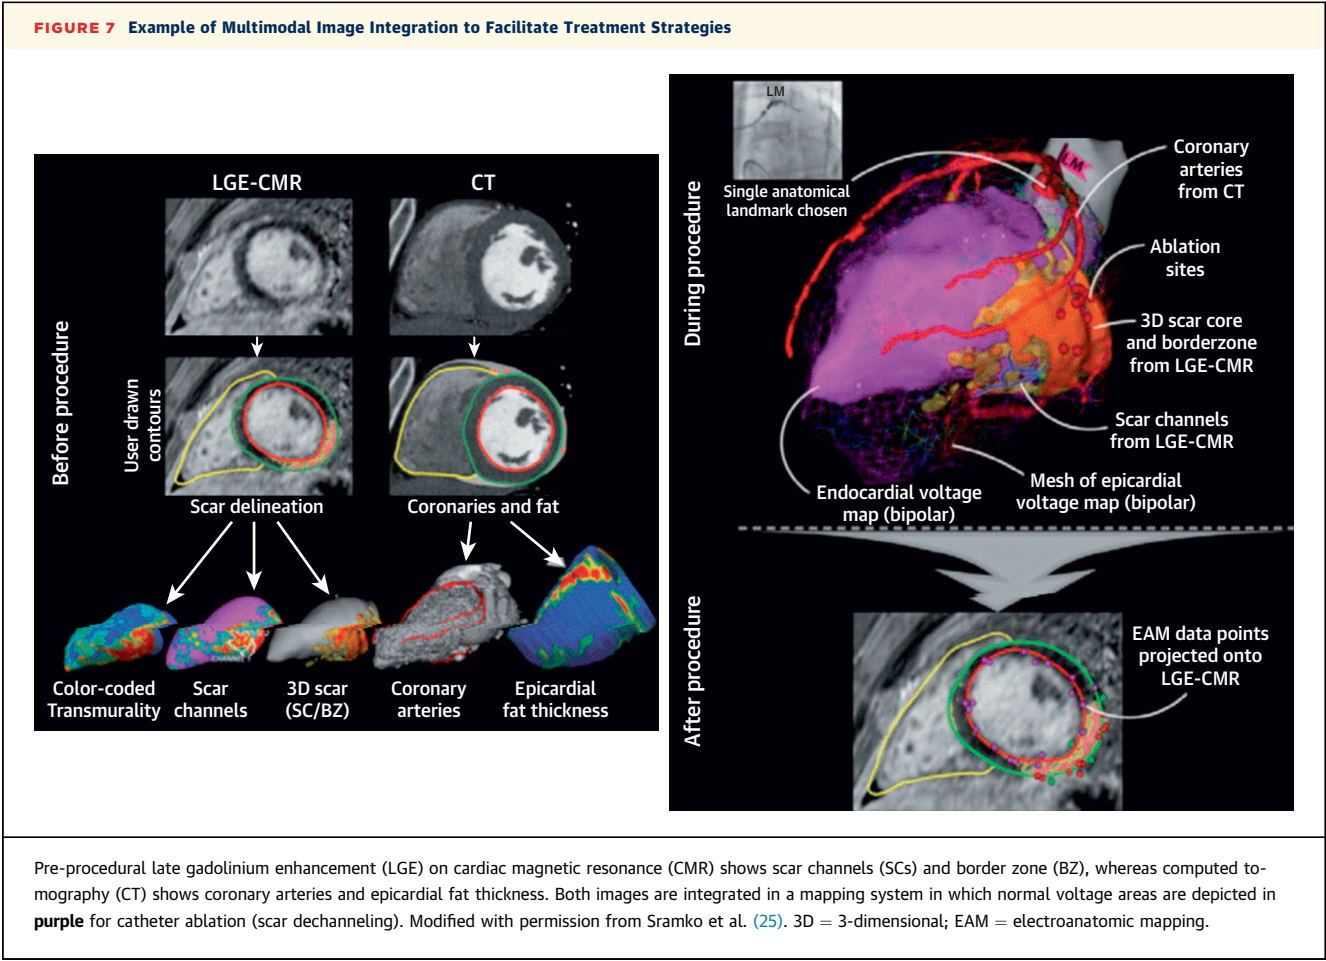 FIGURE 7 Example of Multimodal Image Integration to Facilitate Treatment Strategies
Before procedure
LGE-CMR
CT
User drawn
contours
Scar delineation
Coronaries and fat
CHANNEL
Color-coded
Transmurality
Scar
channels
3D scar
(SC/BZ)
Coronary
arteries
Epicardial
fat thickness
During procedure
LM
Single anatomical
landmark chosen
LM
Coronary
arteries
from CT
Ablation
sites
3D scar core
and borderzone
from LGE-CMR
Scar channels
from LGE-CMR
Mesh of epicardial
voltage map (bipolar)
Endocardial voltage
map (bipolar)
After procedure
EAM data points
projected onto
LGE-CMR
Pre-procedural late gadolinium enhancement (LGE) on cardiac magnetic resonance (CMR) shows scar channels (SCs) and border zone (BZ), whereas computed to-
mography (CT) shows coronary arteries and epicardial fat thickness. Both images are integrated in a mapping system in which normal voltage areas are depicted in
purple for catheter ablation (scar dechanneling). Modified with permission from Sramko et al. (25). 3D = 3-dimensional; EAM = electroanatomic mapping.